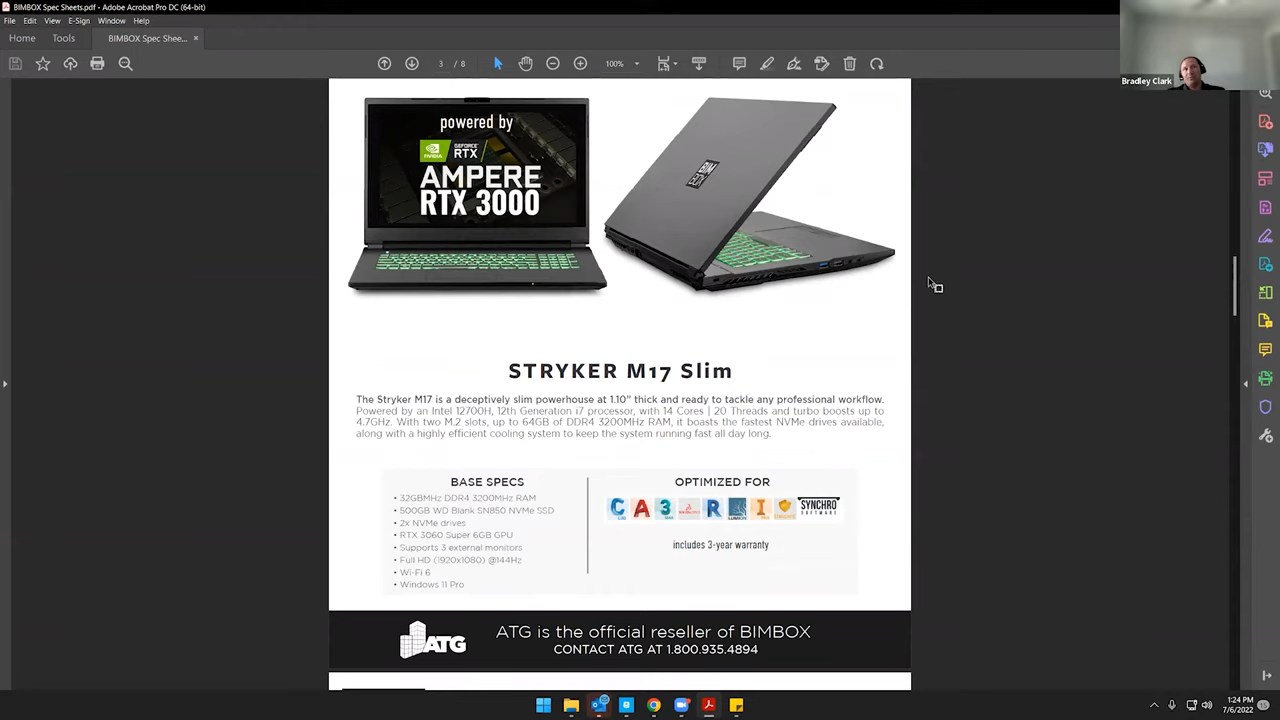 BIMBOX Spec Sheets.pdf - Adobe Acrobat Pro DC (64-bit)
File Edit View E-Sign Window Help
Home Tools BIMBOX Spec Shee... ×
3 / 8 100%
Bradley Clark
powered by
NVIDIA GEFORCE RTX
AMPERE
RTX 3000
BIM
BOX
STRYKER M17 Slim
The Stryker M17 is a deceptively slim powerhouse at 1.10" thick and ready to tackle any professional workflow.
Powered by an Intel 12700H, 12th Generation i7 processor, with 14 Cores | 20 Threads and turbo boosts up to
4.7GHz. With two M.2 slots, up to 64GB of DDR4 3200MHz RAM, it boasts the fastest NVMe drives available,
along with a highly efficient cooling system to keep the system running fast all day long.
BASE SPECS
• 32GBMHz DDR4 3200MHz RAM
• 500GB WD Blank SN850 NVMe SSD
• 2x NVMe drives
• RTX 3060 Super 6GB GPU
• Supports 3 external monitors
• Full HD (1920x1080) @144Hz
• Wi-Fi 6
• Windows 11 Pro
OPTIMIZED FOR
C A 3 R I SYNCHRO
SOFTWARE
includes 3-year warranty
ATG
ATG is the official reseller of BIMBOX
CONTACT ATG AT 1.800.935.4894
1:24 PM
7/6/2022